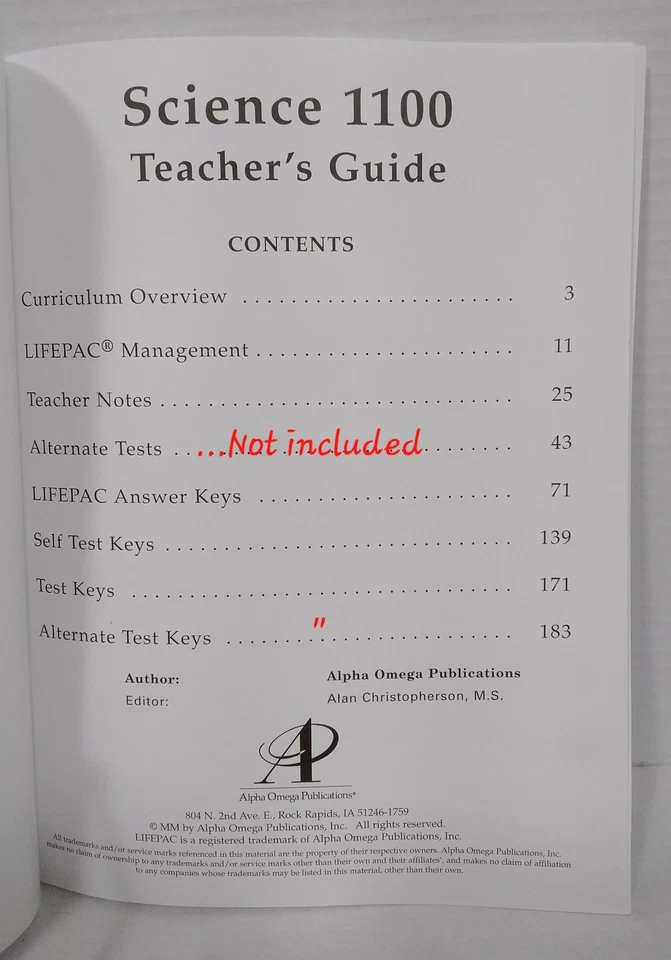 Science 1100
Teacher's Guide
CONTENTS
Curriculum Overview ....................... 3
LIFEPAC® Management ...................... 11
Teacher Notes .............................. 25
Alternate Tests ............................. 43
...Not included
LIFEPAC Answer Keys ...................... 71
Self Test Keys .............................. 139
Test Keys ................................. 171
Alternate Test Keys ......................... 183
"
Author: Alpha Omega Publications
Editor: Alan Christopherson, M.S.
AP
Alpha Omega Publications®
804 N. 2nd Ave. E., Rock Rapids, IA 51246-1759
© MM by Alpha Omega Publications, Inc. All rights reserved.
LIFEPAC is a registered trademark of Alpha Omega Publications, Inc.
All trademarks and/or service marks referenced in this material are the property of their respective owners. Alpha Omega Publications, Inc.
makes no claim of ownership to any trademarks and/or service marks other than their own and their affiliates', and makes no claim of affiliation
to any companies whose trademarks may be listed in this material, other than their own.